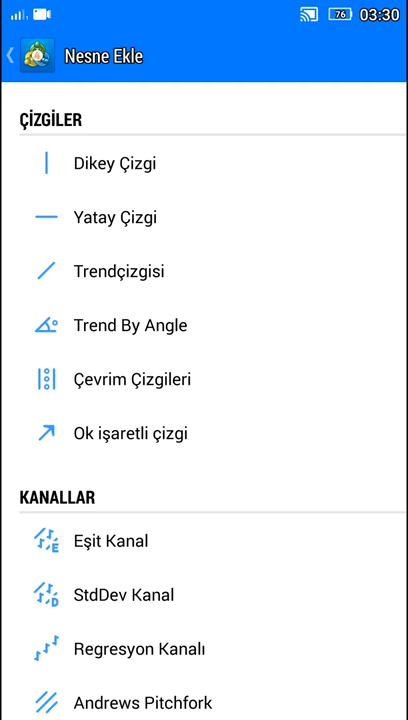 76 03:30
Nesne Ekle
ÇİZGİLER
Dikey Çizgi
Yatay Çizgi
Trendçizgisi
Trend By Angle
Çevrim Çizgileri
Ok işaretli çizgi
KANALLAR
Eşit Kanal
StdDev Kanal
Regresyon Kanalı
Andrews Pitchfork